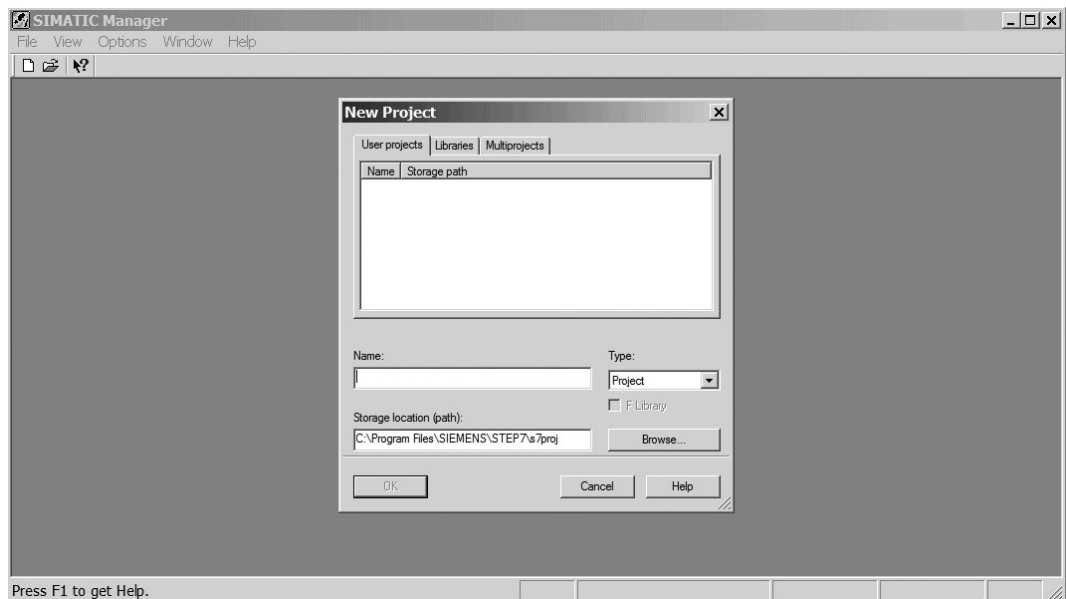 SIMATIC Manager
File View Options Window Help
New Project
User projects Libraries Multiprojects
Name Storage path
Name:
Type:
Project
F Library
Storage location (path):
C:\Program Files\SIEMENS\STEP7\s7proj
Browse...
OK Cancel Help
Press F1 to get Help.